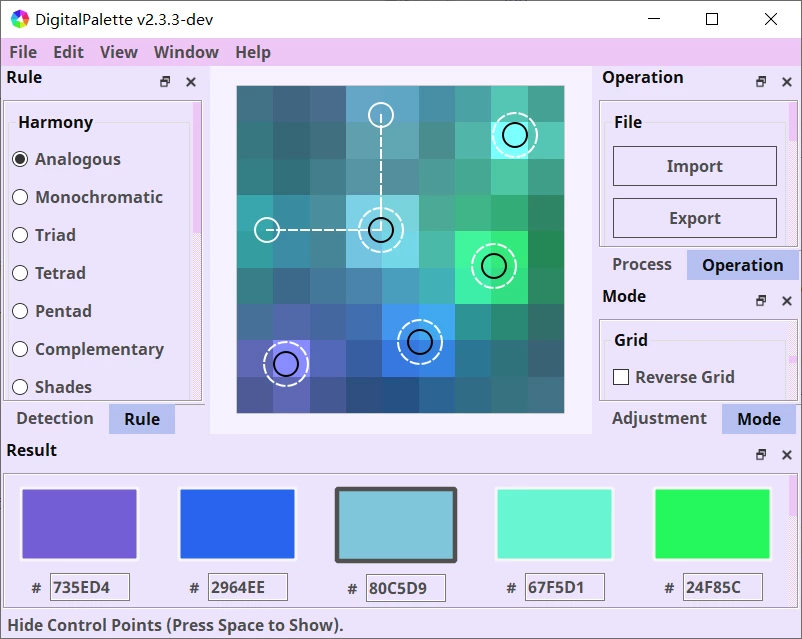 DigitalPalette v2.3.3-dev
File Edit View Window Help
Rule
Harmony
Analogous
Monochromatic
Triad
Tetrad
Pentad
Complementary
Shades
Detection Rule
Operation
File
Import
Export
Process Operation
Mode
Grid
Reverse Grid
Adjustment Mode
Result
# 735ED4 # 2964EE # 80C5D9 # 67F5D1 # 24F85C
Hide Control Points (Press Space to Show).